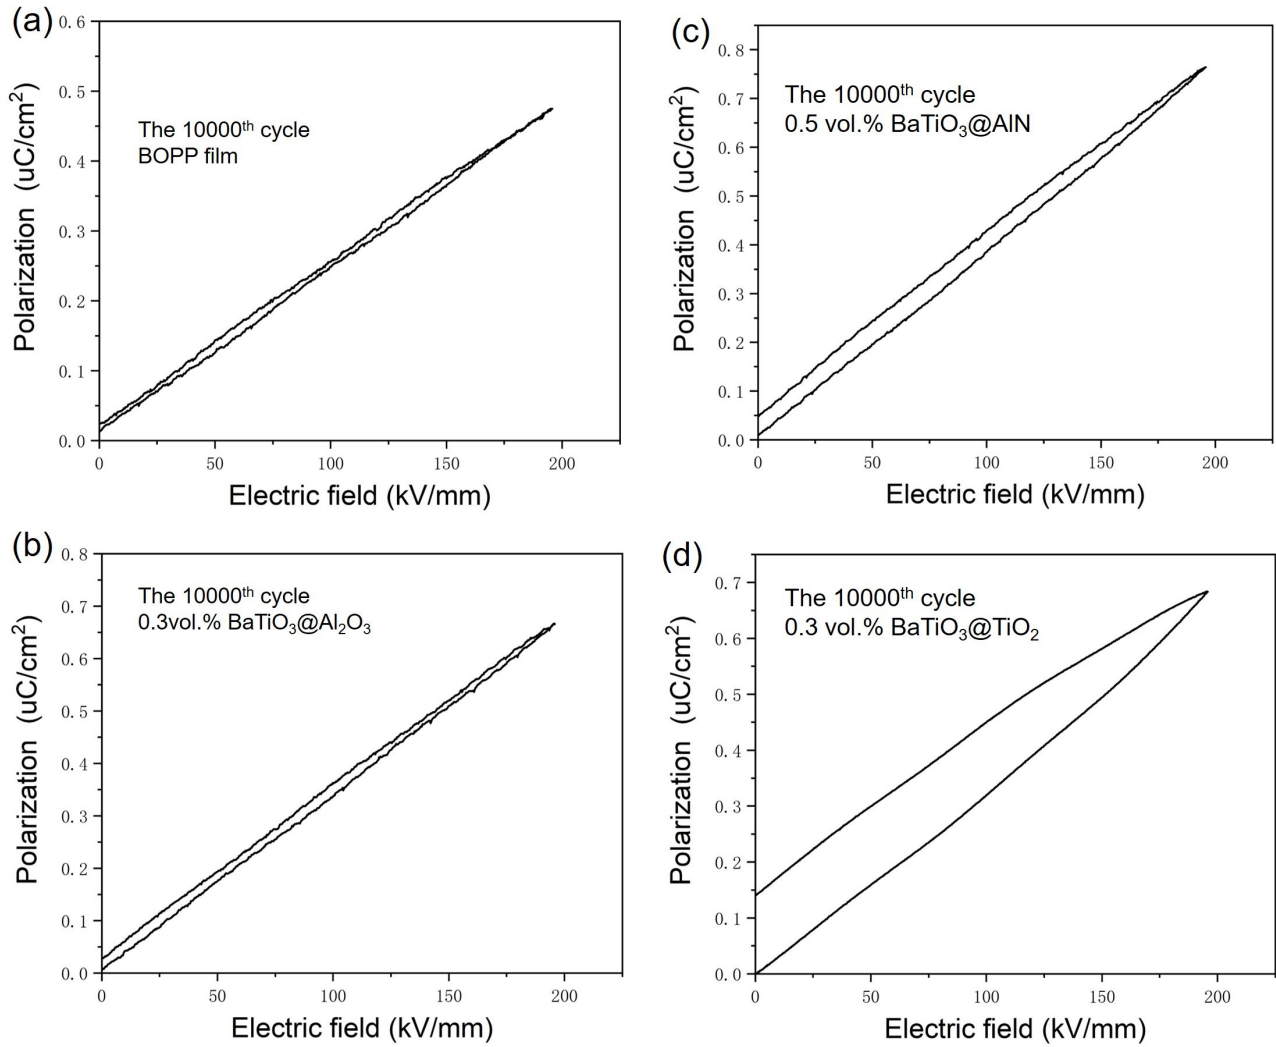 (a)
0.6
0.5
0.4
0.3
0.2
0.1
0.0
Polarization (uC/cm²)
The 10000ᵗʰ cycle
BOPP film
0 50 100 150 200
Electric field (kV/mm)
(c)
0.8
0.7
0.6
0.5
0.4
0.3
0.2
0.1
0.0
Polarization (uC/cm²)
The 10000ᵗʰ cycle
0.5 vol.% BaTiO₃@AlN
0 50 100 150 200
Electric field (kV/mm)
(b)
0.8
0.7
0.6
0.5
0.4
0.3
0.2
0.1
0.0
Polarization (uC/cm²)
The 10000ᵗʰ cycle
0.3vol.% BaTiO₃@Al₂O₃
0 50 100 150 200
Electric field (kV/mm)
(d)
0.7
0.6
0.5
0.4
0.3
0.2
0.1
0.0
Polarization (uC/cm²)
The 10000ᵗʰ cycle
0.3 vol.% BaTiO₃@TiO₂
0 50 100 150 200
Electric field (kV/mm)